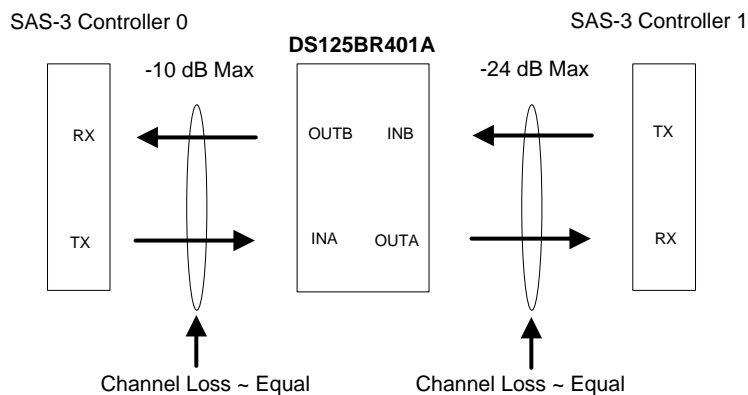 SAS-3 Controller 0
SAS-3 Controller 1
DS125BR401A
-10 dB Max
-24 dB Max
RX
OUTB
INB
TX
TX
INA
OUTA
RX
Channel Loss ~ Equal
Channel Loss ~ Equal